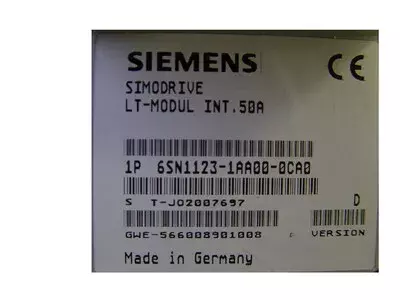 SIEMENS CE
SIMODRIVE
LT-MODUL INT.50A
1P 6SN1123-1AA00-0CA0
S T-J02007697 D
GWE-566008901008 VERSION
Made in Germany